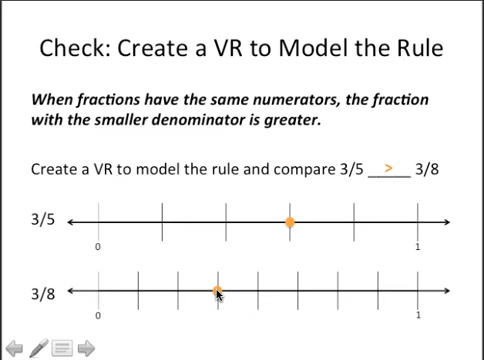 Check: Create a VR to Model the Rule
When fractions have the same numerators, the fraction
with the smaller denominator is greater.
Create a VR to model the rule and compare 3/5 __>__ 3/8
3/5
0 1
3/8
0 1